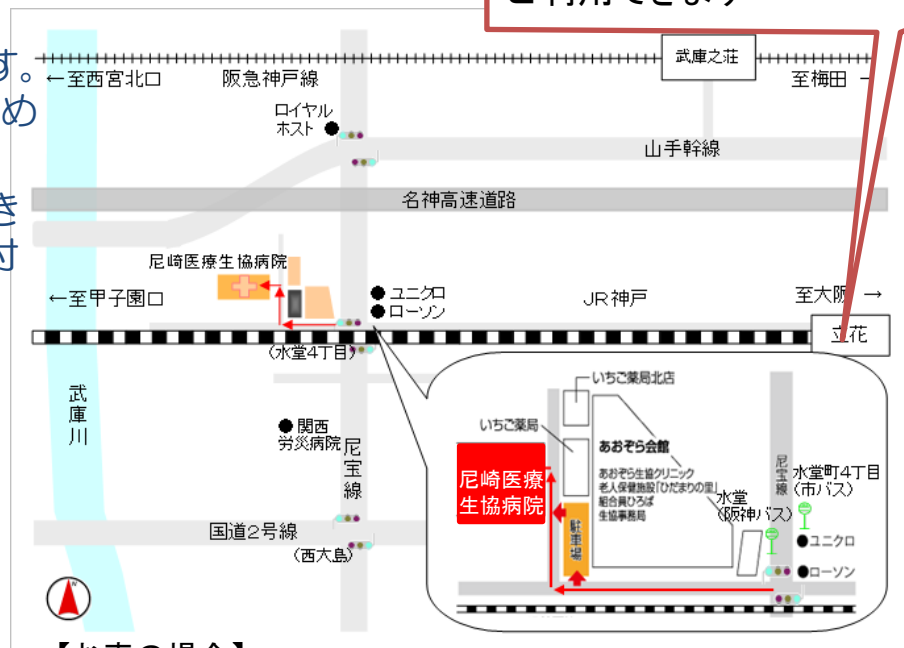 ご利用できます
す。
め
き
付
武庫之荘
←至西宮北口
阪急神戸線
至梅田 →
ロイヤル
ホスト
山手幹線
名神高速道路
尼崎医療生協病院
←至甲子園口
ユニクロ
ローソン
JR神戸
至大阪 →
立花
(水堂4丁目)
武庫川
関西
労災病院
尼宝線
国道2号線
(西大島)
N
いちご薬局北店
いちご薬局
あおぞら会館
あおぞら生協クリニック
老人保健施設「ひだまりの里」
組合員ひろば
生協事務局
尼崎医療
生協病院
駐車場
水堂
(阪神バス)
尼宝線
水堂町4丁目
(市バス)
ユニクロ
ローソン
【お車の場合】